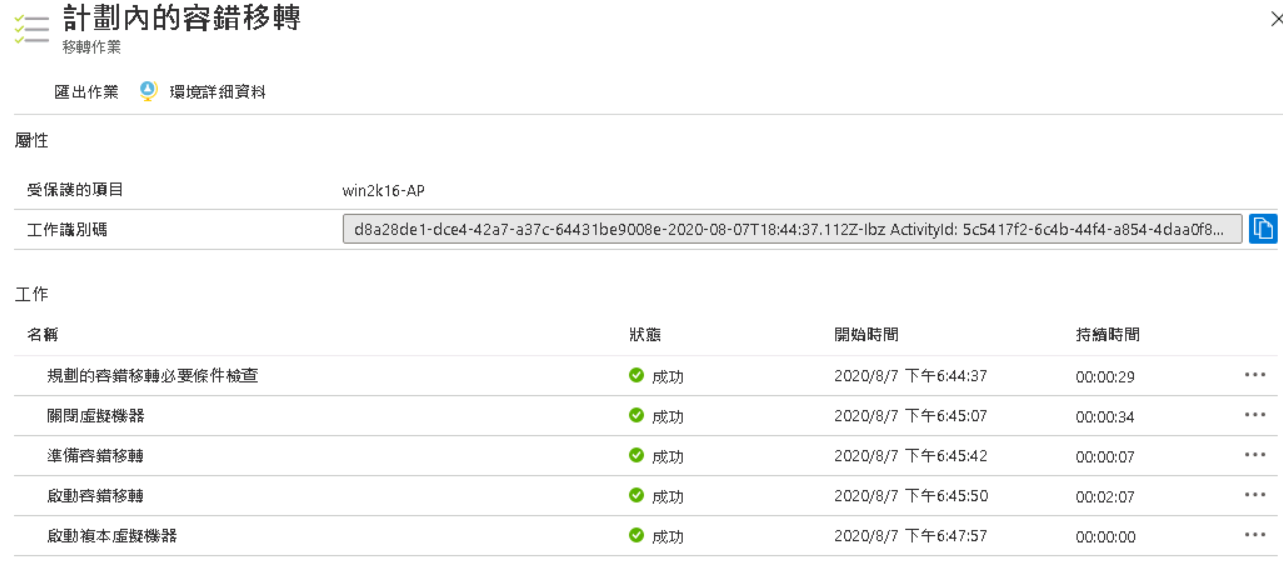 計劃內的容錯移轉
移轉作業
匯出作業 環境詳細資料
屬性
受保護的項目 win2k16-AP
工作識別碼 d8a28de1-dce4-42a7-a37c-64431be9008e-2020-08-07T18:44:37.112Z-Ibz ActivityId: 5c5417f2-6c4b-44f4-a854-4daa0f8...
工作
名稱 狀態 開始時間 持續時間
規劃的容錯移轉必要條件檢查 成功 2020/8/7 下午6:44:37 00:00:29
關閉虛擬機器 成功 2020/8/7 下午6:45:07 00:00:34
準備容錯移轉 成功 2020/8/7 下午6:45:42 00:00:07
啟動容錯移轉 成功 2020/8/7 下午6:45:50 00:02:07
啟動複本虛擬機器 成功 2020/8/7 下午6:47:57 00:00:00